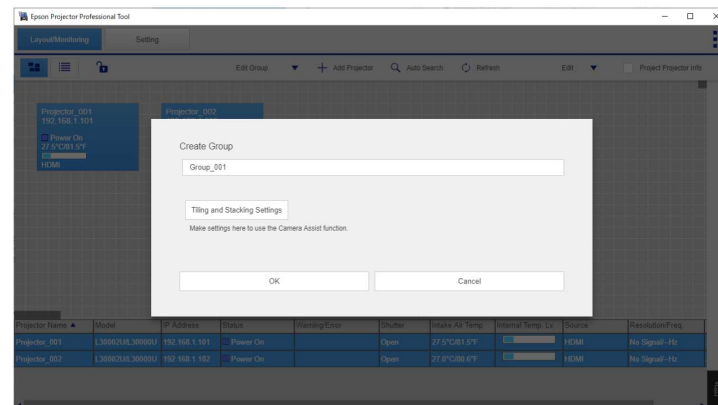 Epson Projector Professional Tool
Layout/Monitoring Setting
Edit Group Add Projector Auto Search Refresh Edit Project Projector Info
Projector_001
192.168.1.101
Power On
27.5°C/81.5°F
HDMI
Projector_002
Create Group
Group_001
Tiling and Stacking Settings
Make settings here to use the Camera Assist function.
OK Cancel
Projector Name Model IP Address Status Warning/Error Shutter Intake Air Temp Internal Temp. Lv. Source Resolution/Freq.
Projector_001 L30002U/L30000U 192.168.1.101 Power On Open 27.5°C/81.5°F HDMI No Signal/--Hz
Projector_002 L30002U/L30000U 192.168.1.102 Power On Open 27.0°C/80.6°F HDMI No Signal/--Hz